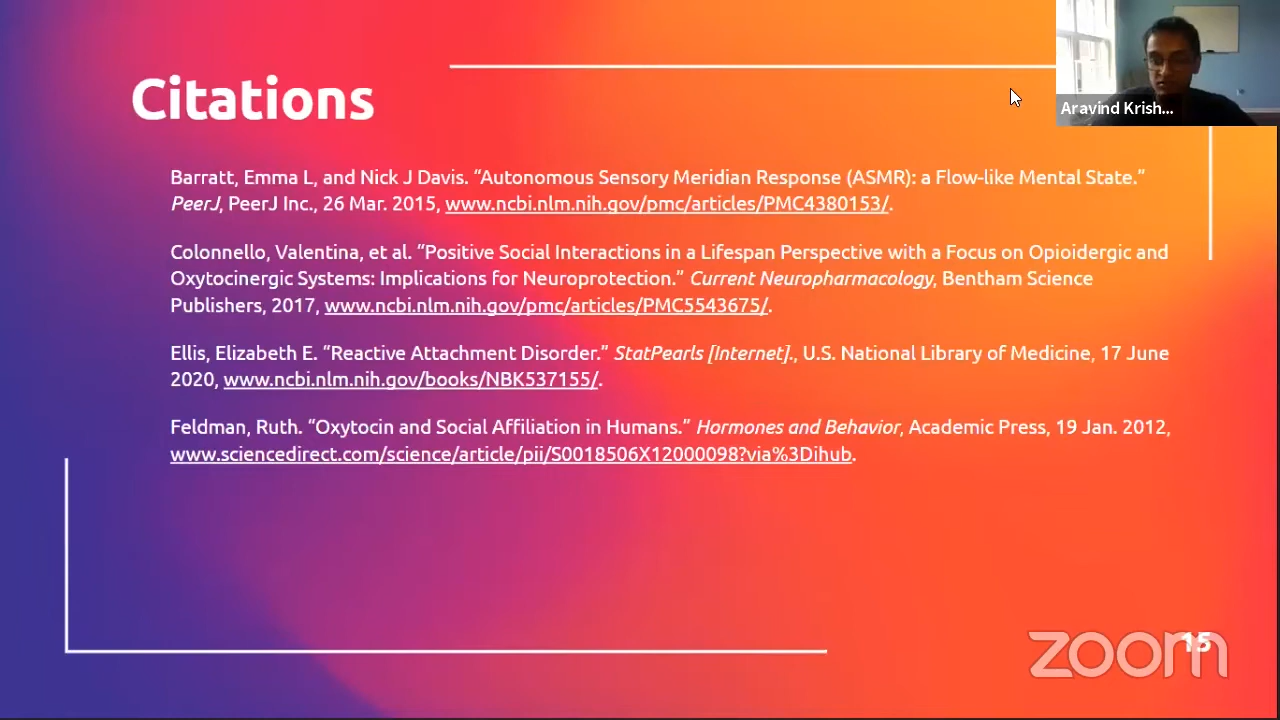 Citations
Aravind Krish...
Barratt, Emma L, and Nick J Davis. “Autonomous Sensory Meridian Response (ASMR): a Flow-like Mental State.”
PeerJ, PeerJ Inc., 26 Mar. 2015, www.ncbi.nlm.nih.gov/pmc/articles/PMC4380153/.
Colonnello, Valentina, et al. “Positive Social Interactions in a Lifespan Perspective with a Focus on Opioidergic and
Oxytocinergic Systems: Implications for Neuroprotection.” Current Neuropharmacology, Bentham Science
Publishers, 2017, www.ncbi.nlm.nih.gov/pmc/articles/PMC5543675/.
Ellis, Elizabeth E. “Reactive Attachment Disorder.” StatPearls [Internet]., U.S. National Library of Medicine, 17 June
2020, www.ncbi.nlm.nih.gov/books/NBK537155/.
Feldman, Ruth. “Oxytocin and Social Affiliation in Humans.” Hormones and Behavior, Academic Press, 19 Jan. 2012,
www.sciencedirect.com/science/article/pii/S0018506X12000098?via%3Dihub.
15
zoom